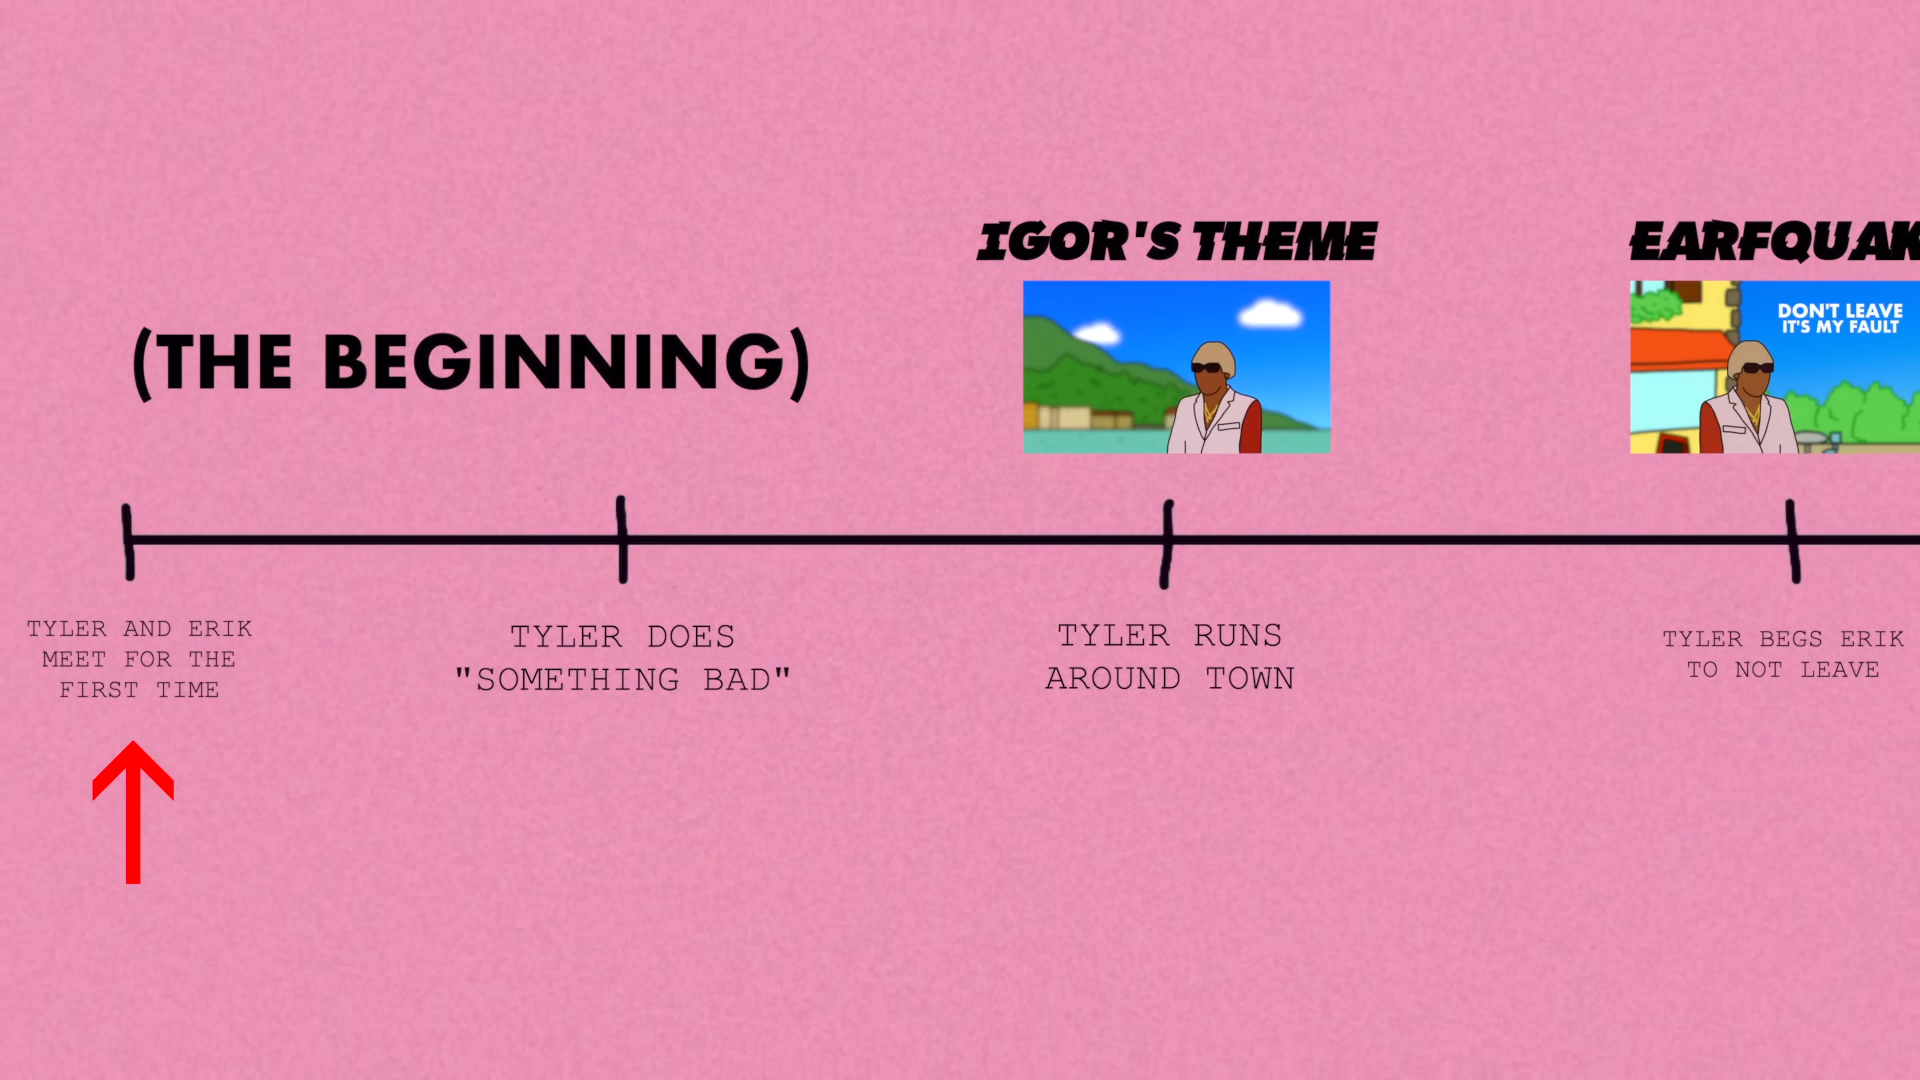 IGOR'S THEME
EARFQUAK
DON'T LEAVE
IT'S MY FAULT
(THE BEGINNING)
TYLER AND ERIK
MEET FOR THE
FIRST TIME
TYLER DOES
"SOMETHING BAD"
TYLER RUNS
AROUND TOWN
TYLER BEGS ERIK
TO NOT LEAVE